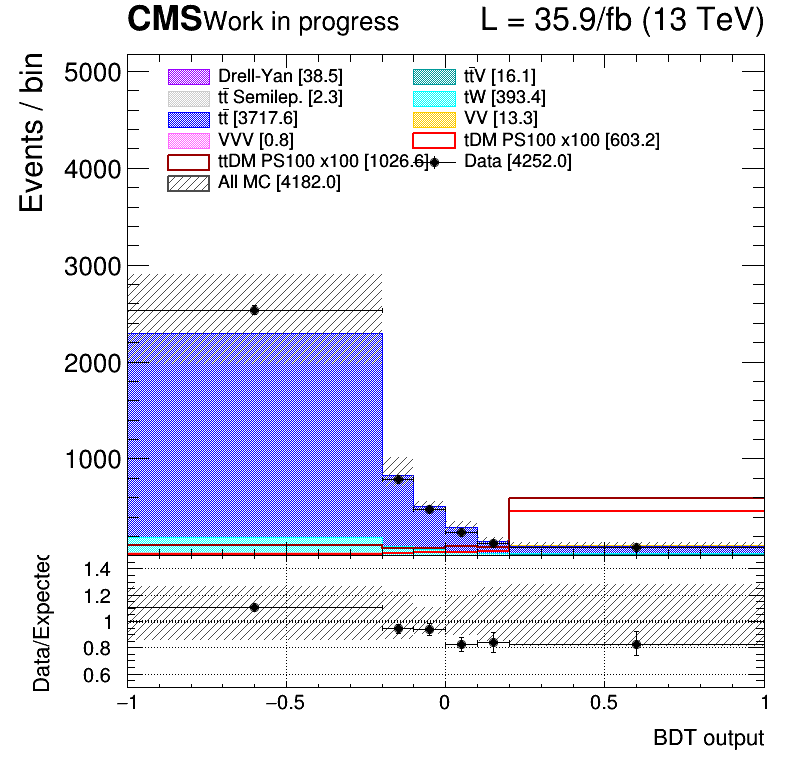 CMS Work in progress L = 35.9/fb (13 TeV)
Events / bin
5000
4000
3000
2000
1000
Drell-Yan [38.5] tt̄V [16.1]
tt̄ Semilep. [2.3] tW [393.4]
tt̄ [3717.6] VV [13.3]
VVV [0.8] tDM PS100 x100 [603.2]
ttDM PS100 x100 [1026.6] Data [4252.0]
All MC [4182.0]
Data/Expected
1.4
1.2
1
0.8
0.6
−1 −0.5 0 0.5 1
BDT output